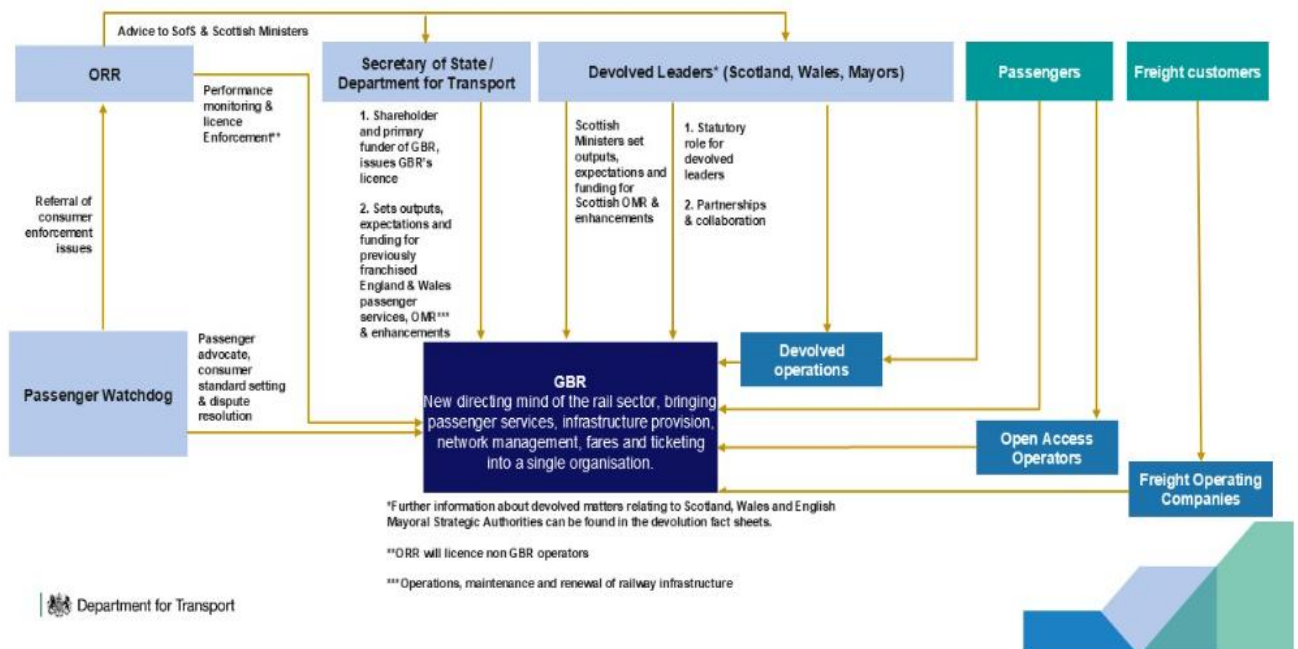 Advice to SofS & Scottish Ministers
ORR
Secretary of State /
Department for Transport
Devolved Leaders* (Scotland, Wales, Mayors)
Passengers
Freight customers
Performance
monitoring &
licence
Enforcement**
1. Shareholder
and primary
funder of GBR,
issues GBR's
licence
2. Sets outputs,
expectations and
funding for
previously
franchised
England & Wales
passenger
services, OMR***
& enhancements
Scottish
Ministers set
outputs,
expectations and
funding for
Scottish OMR &
enhancements
1. Statutory
role for
devolved
leaders
2. Partnerships
& collaboration
Referral of
consumer
enforcement
issues
Passenger Watchdog
Passenger
advocate,
consumer
standard setting
& dispute
resolution
GBR
New directing mind of the rail sector, bringing
passenger services, infrastructure provision,
network management, fares and ticketing
into a single organisation.
Devolved
operations
Open Access
Operators
Freight Operating
Companies
*Further information about devolved matters relating to Scotland, Wales and English
Mayoral Strategic Authorities can be found in the devolution fact sheets.
**ORR will licence non GBR operators
***Operations, maintenance and renewal of railway infrastructure
Department for Transport